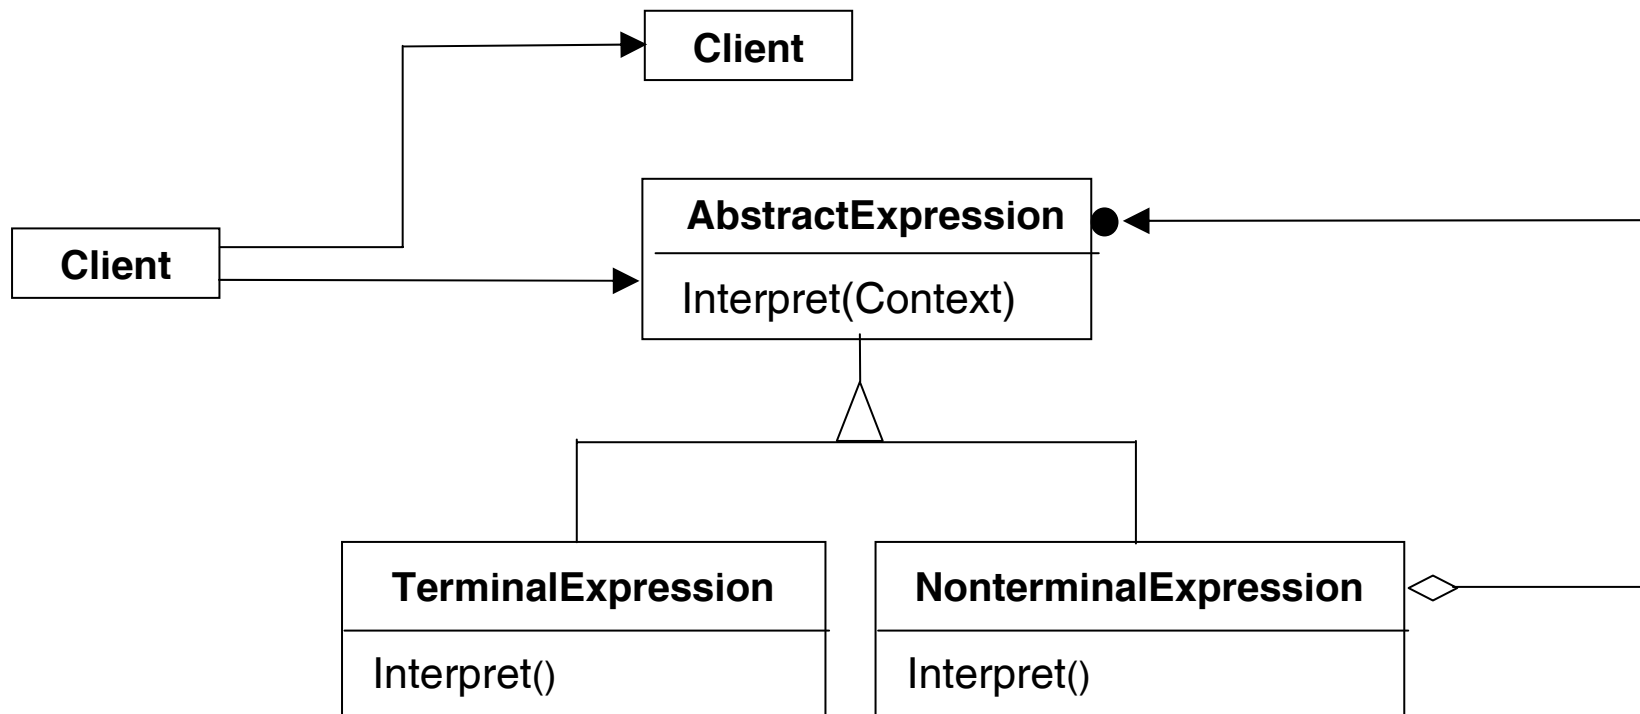 Client
Client
AbstractExpression
Interpret(Context)
TerminalExpression
Interpret()
NonterminalExpression
Interpret()